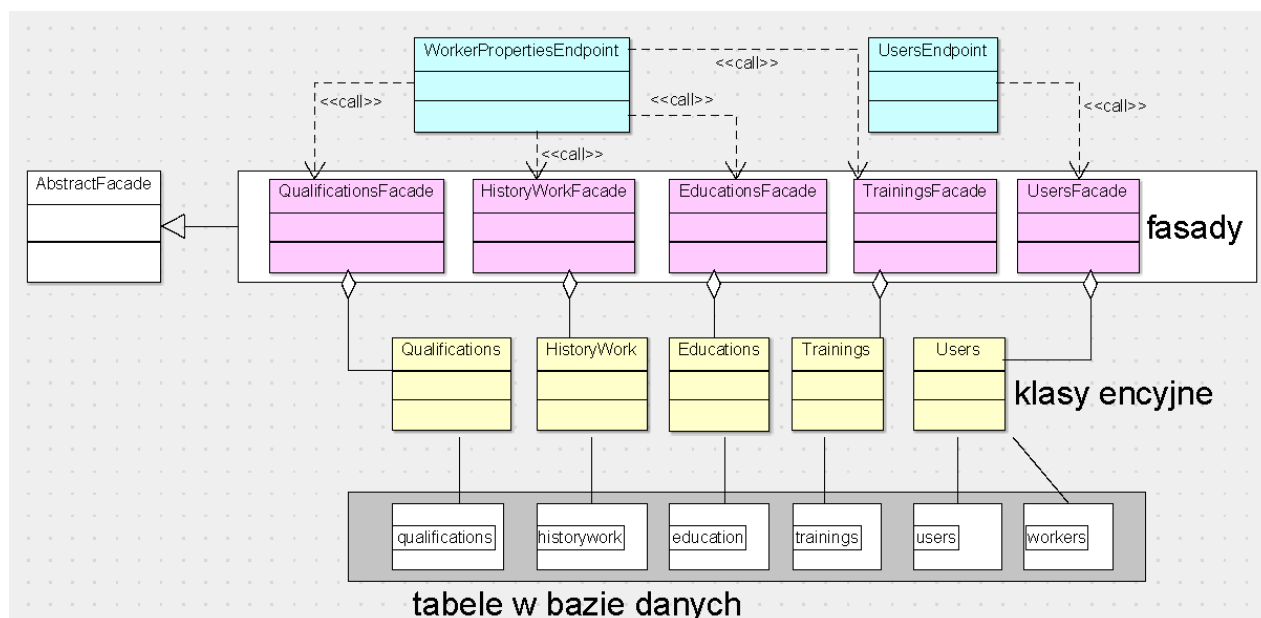 WorkerPropertiesEndpoint
UsersEndpoint
<<call>>
<<call>>
<<call>>
<<call>>
<<call>>
AbstractFacade
QualificationsFacade
HistoryWorkFacade
EducationsFacade
TrainingsFacade
UsersFacade
fasady
Qualifications
HistoryWork
Educations
Trainings
Users
klasy encyjne
qualifications
historywork
education
trainings
users
workers
tabele w bazie danych